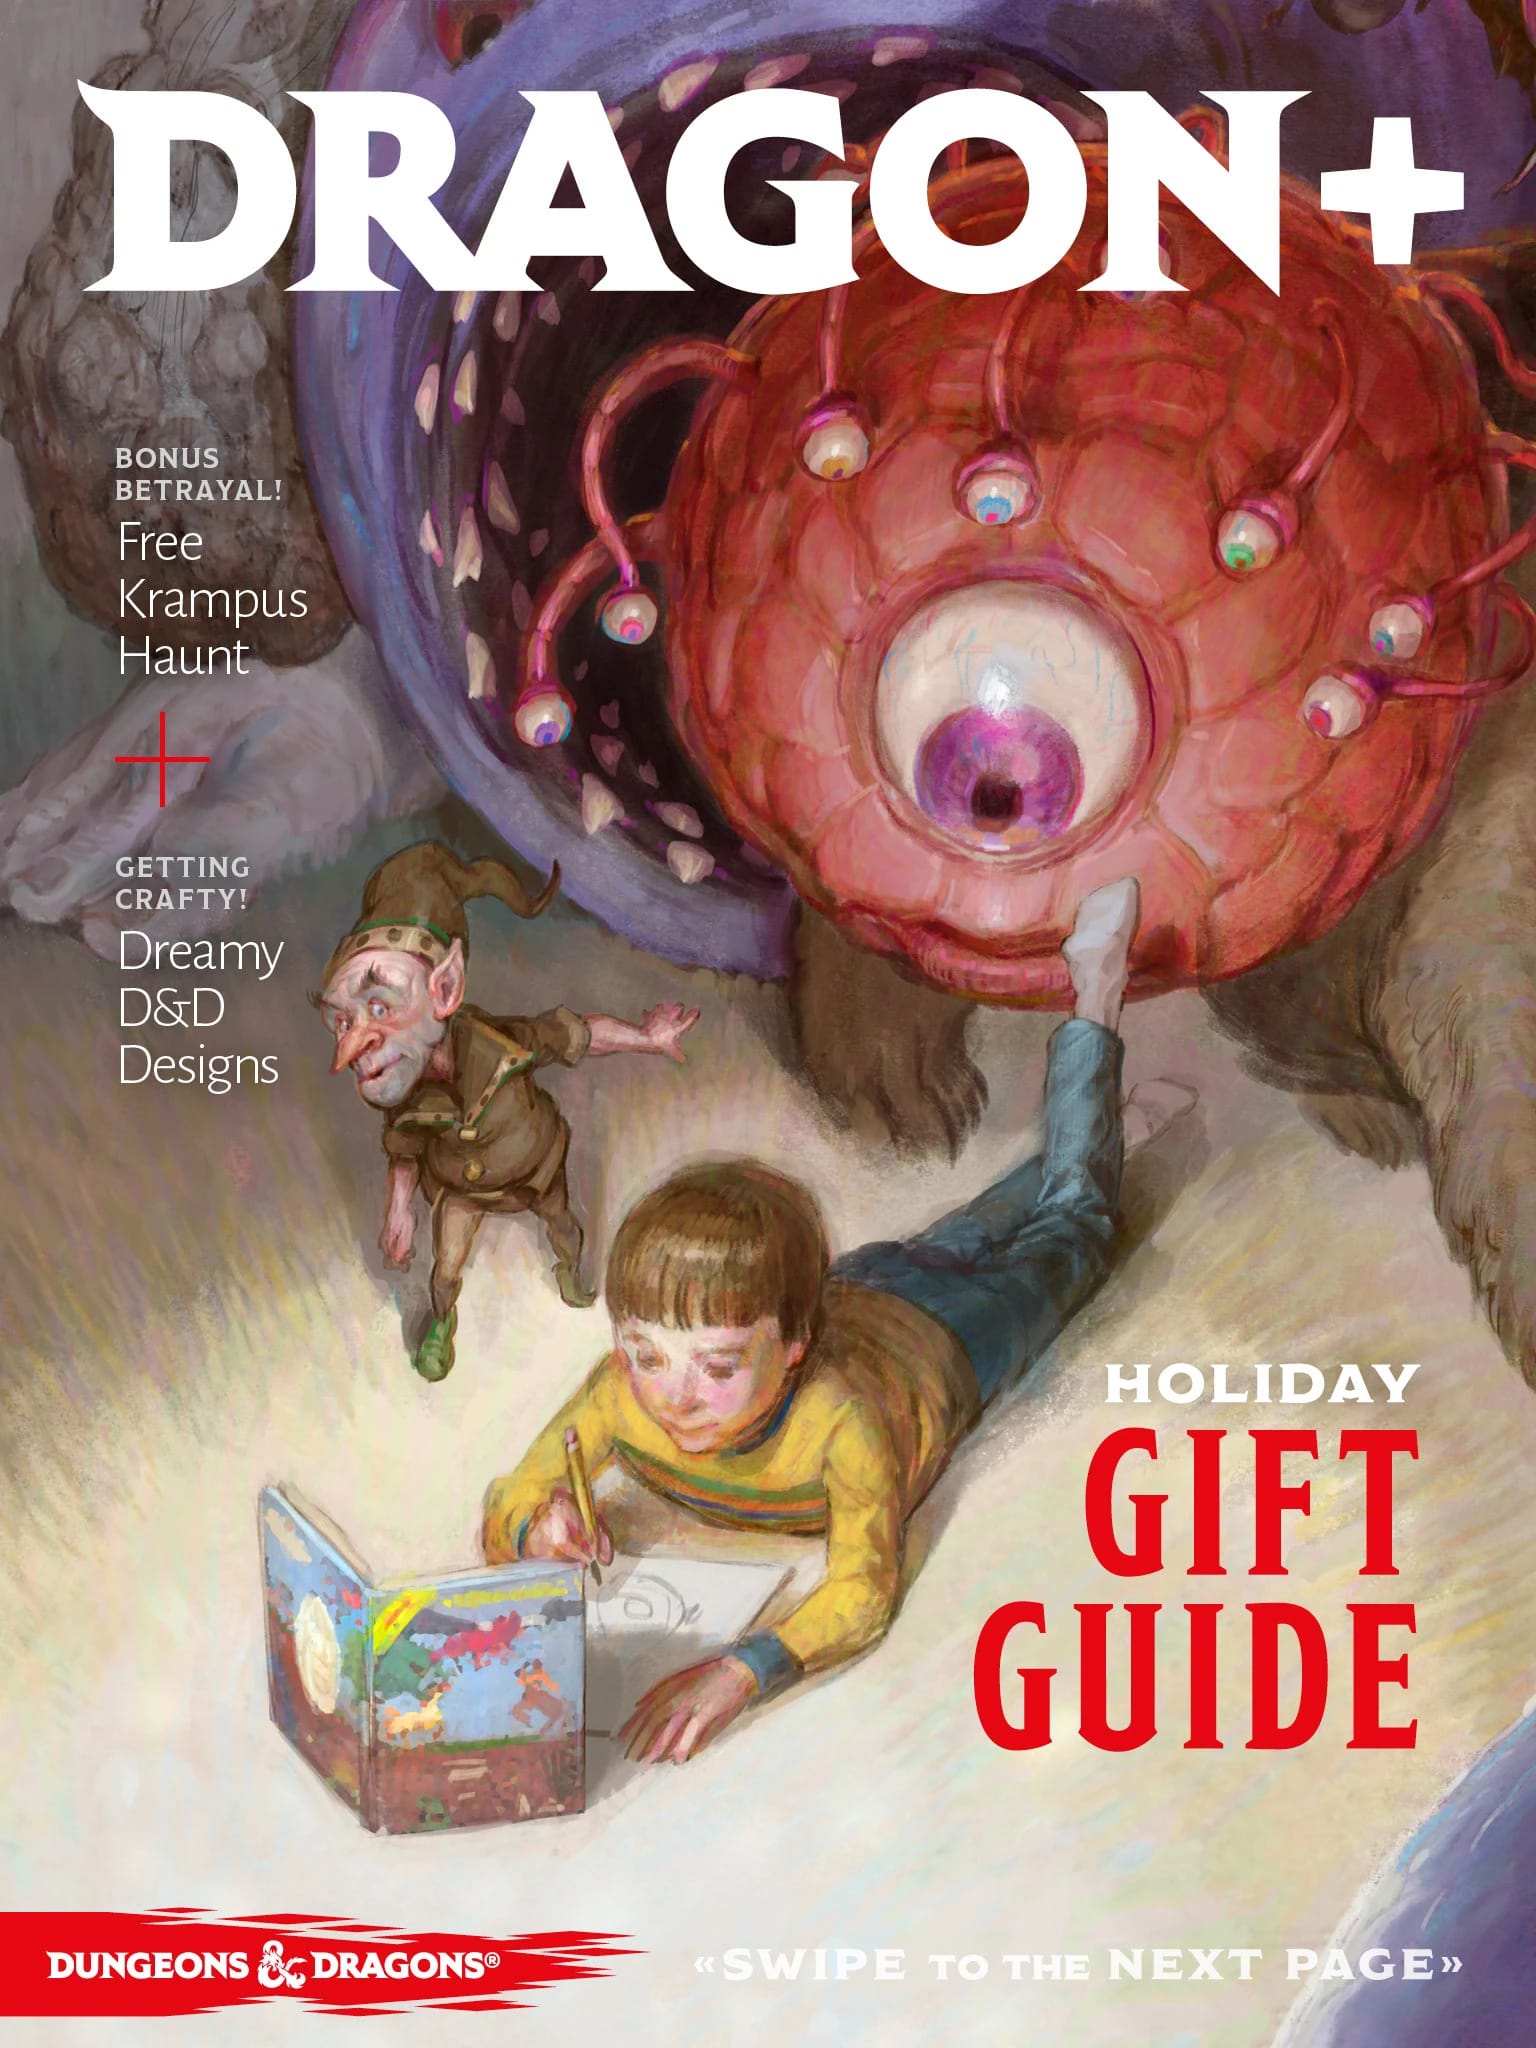 DRAGON+
BONUS
BETRAYAL!
Free
Krampus
Haunt
GETTING
CRAFTY!
Dreamy
D&D
Designs
HOLIDAY
GIFT
GUIDE
DUNGEONS & DRAGONS®
«SWIPE TO THE NEXT PAGE»